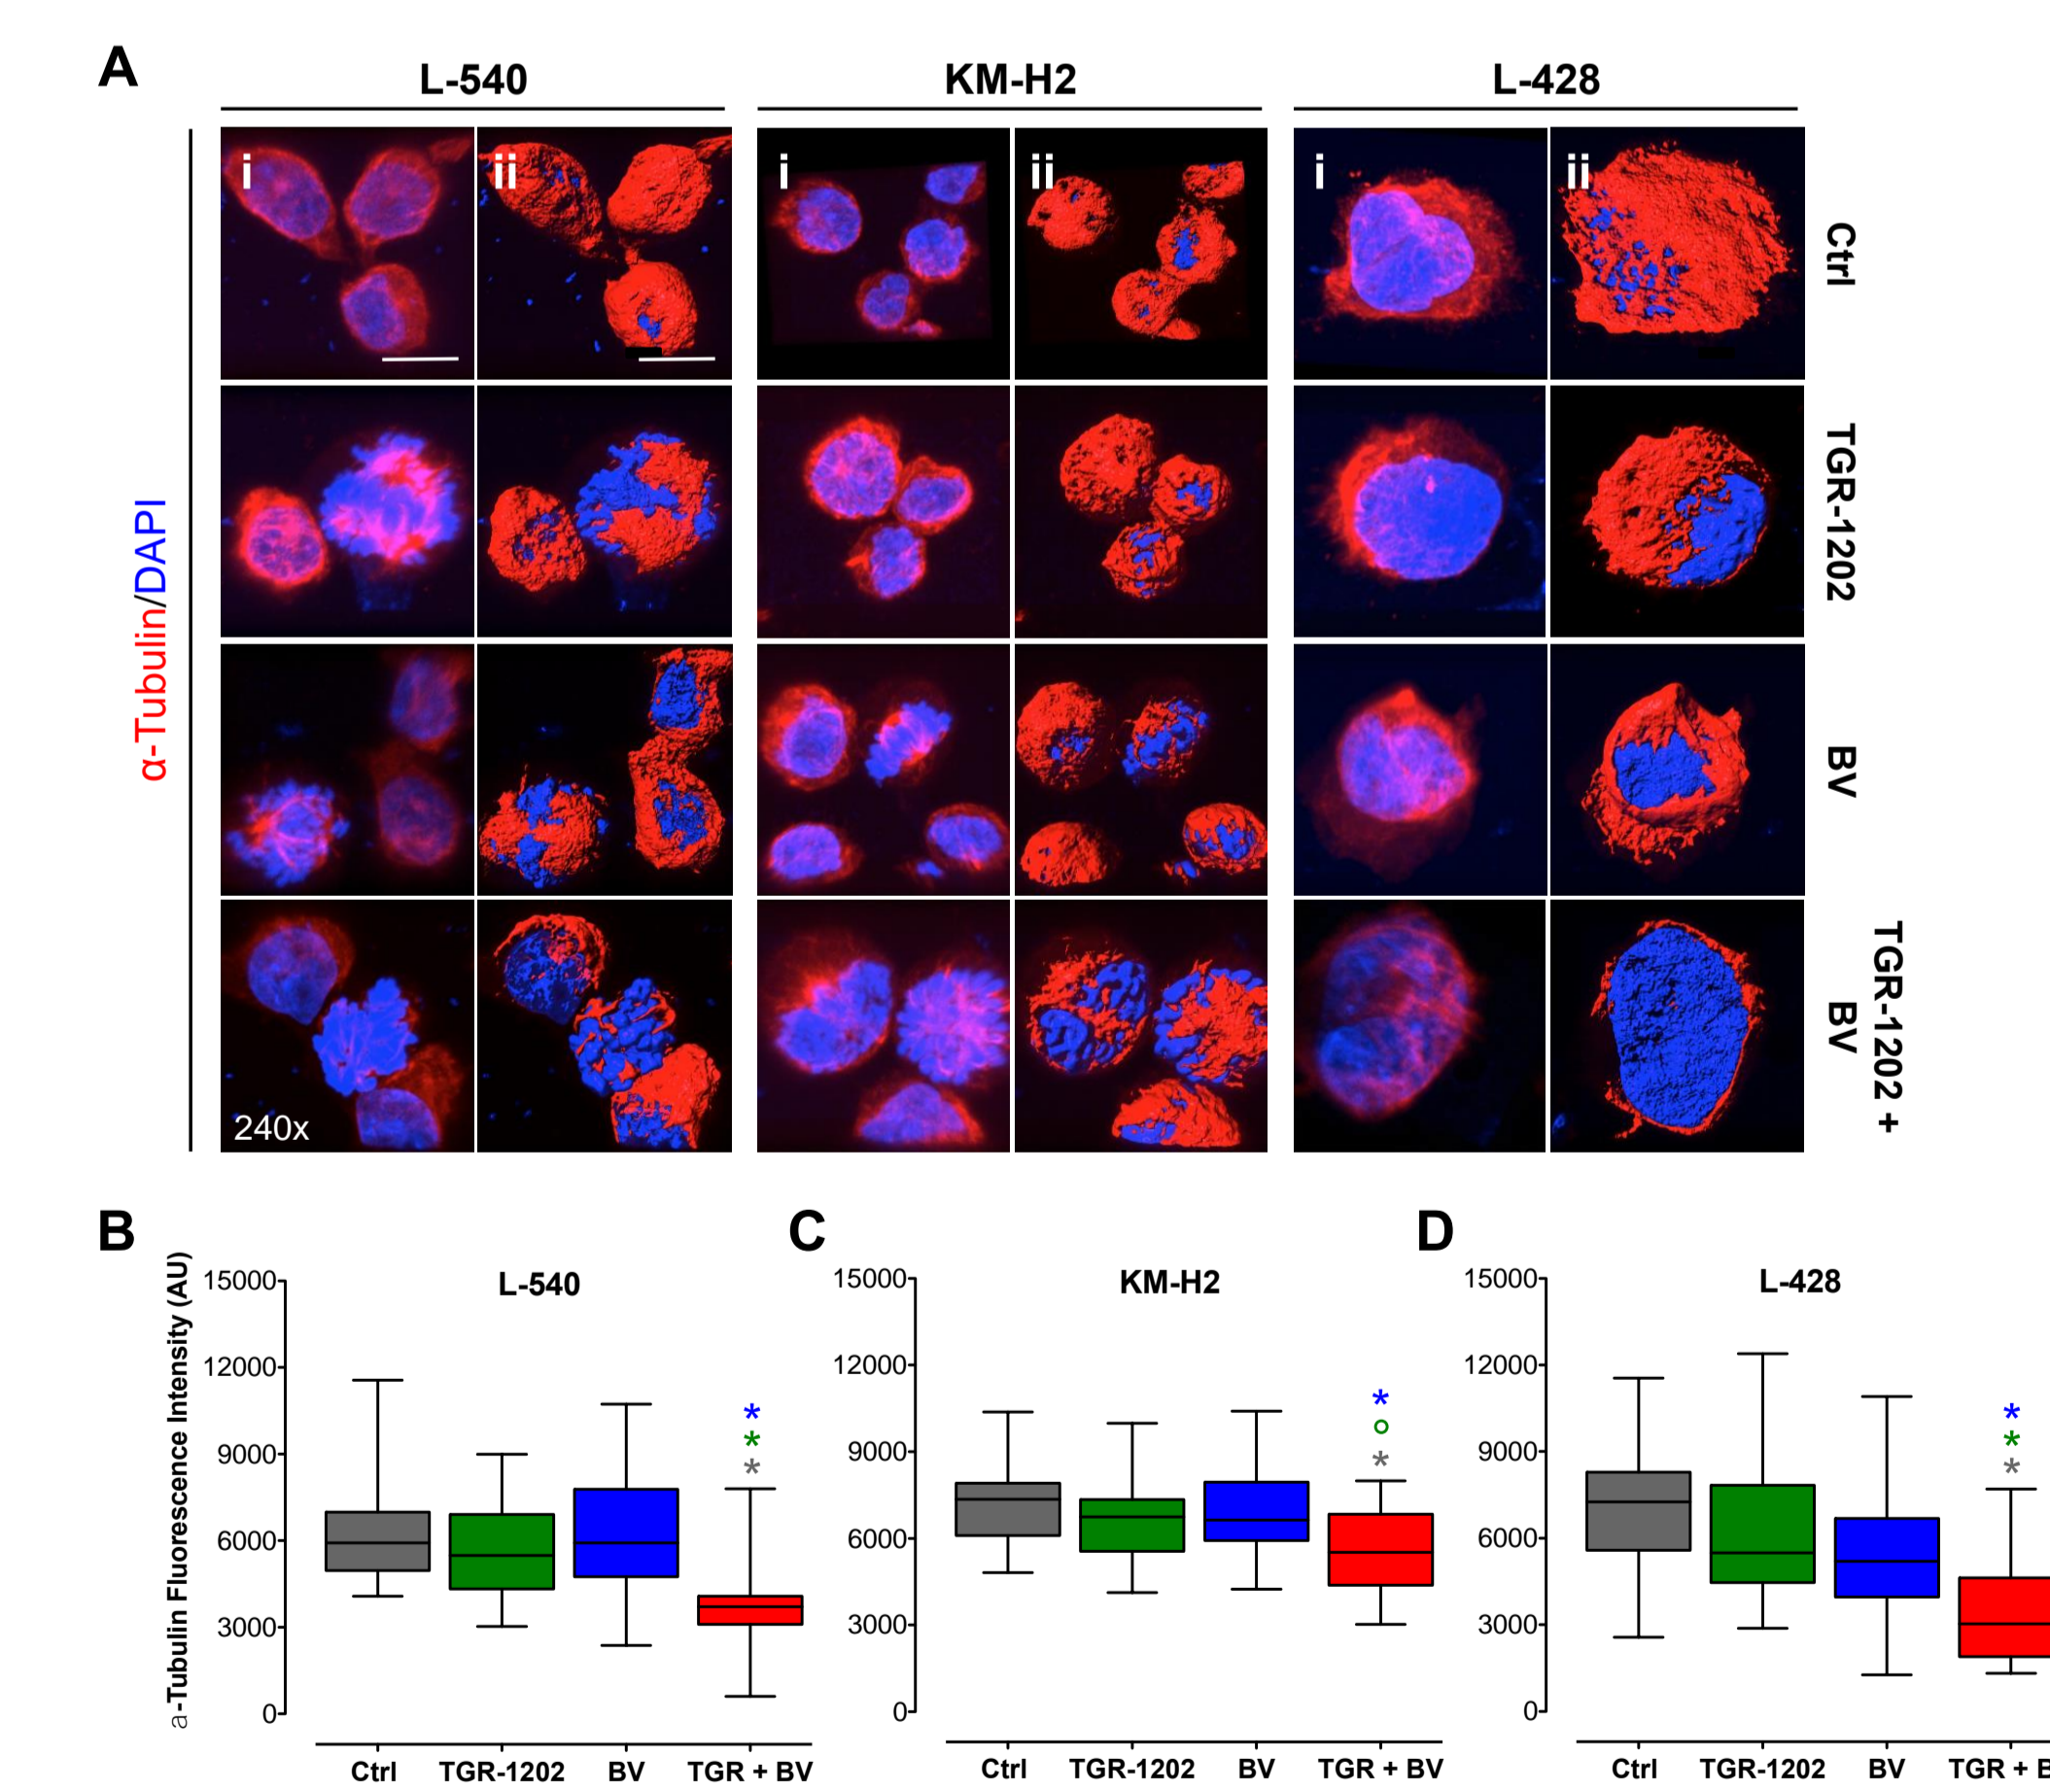 A
L-540 KM-H2 L-428
i ii i ii i ii
Ctrl
TGR-1202
BV
TGR-1202 +
BV
α-Tubulin/DAPI
240x
B C D
L-540 KM-H2 L-428
a-Tubulin Fluorescence Intensity (AU)
15000 15000 15000
12000 12000 12000
9000 9000 9000
6000 6000 6000
3000 3000 3000
0 0 0
* * *
* ° *
* * *
Ctrl TGR-1202 BV TGR + BV Ctrl TGR-1202 BV TGR + BV Ctrl TGR-1202 BV TGR + B